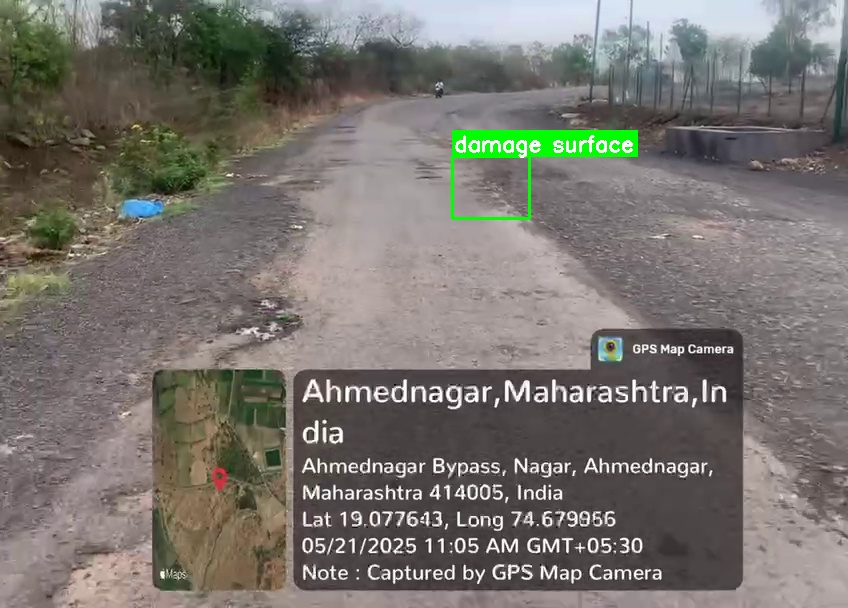 damage surface
GPS Map Camera
Ahmednagar,Maharashtra,In
dia
Ahmednagar Bypass, Nagar, Ahmednagar,
Maharashtra 414005, India
Lat 19.077643, Long 74.679956
05/21/2025 11:05 AM GMT+05:30
Note : Captured by GPS Map Camera
Maps